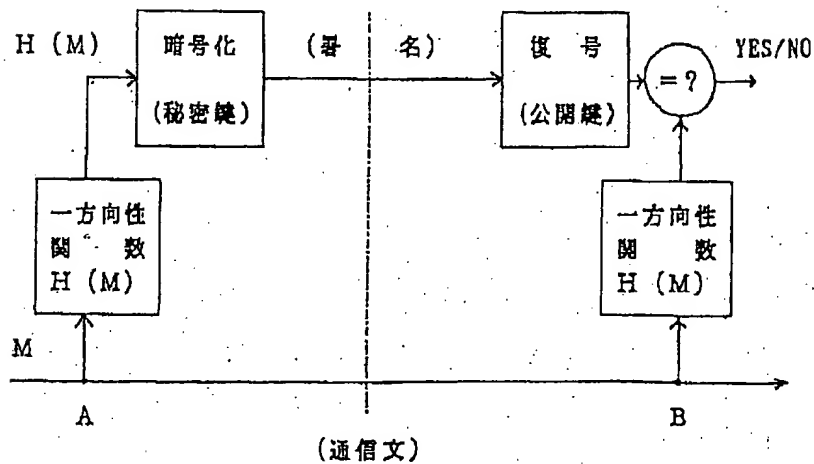 H (M)
暗号化
(秘密鍵)
(署 名)
復 号
(公開鍵)
= ?
YES/NO
一方向性
関 数
H (M)
一方向性
関 数
H (M)
M
A
B
(通信文)